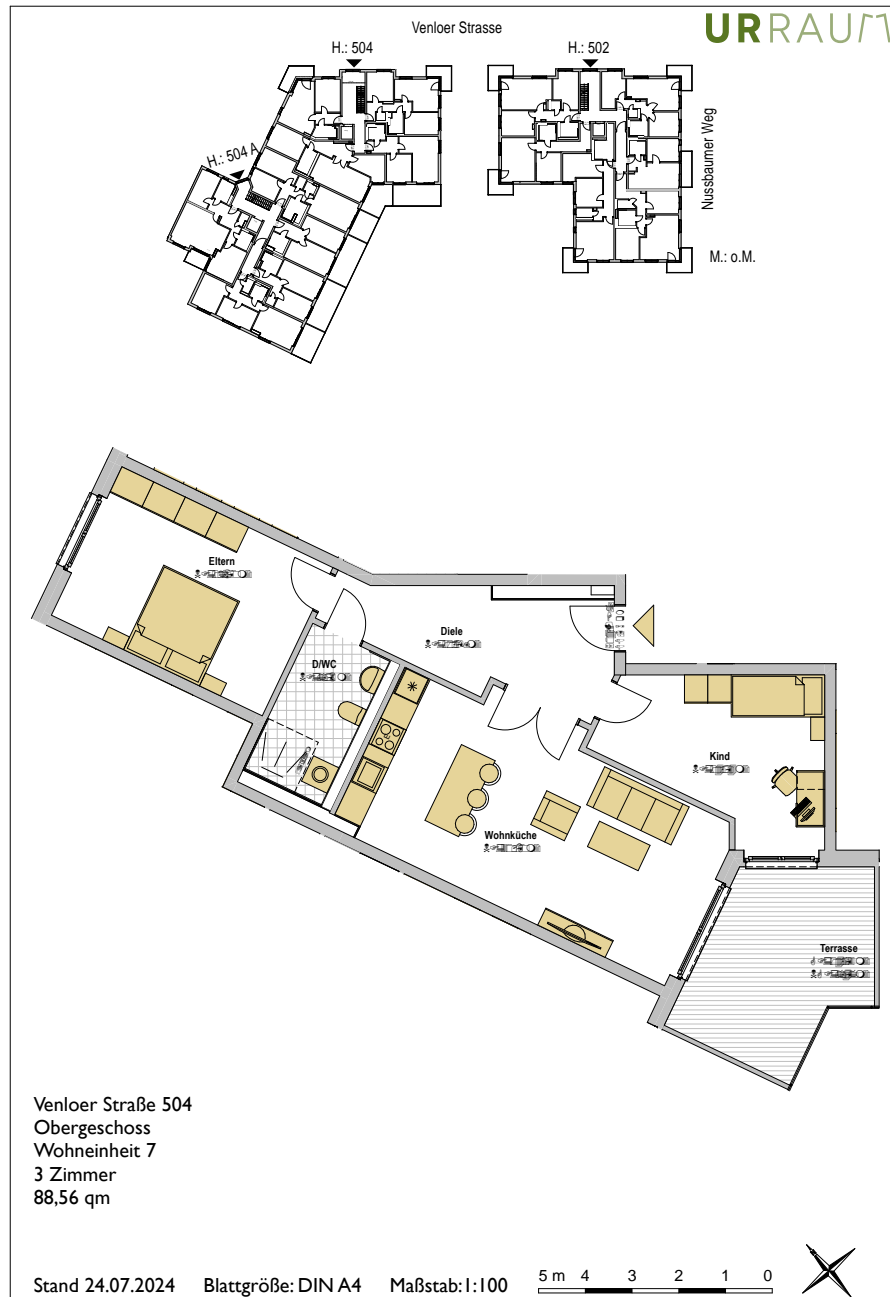 Venloer Strasse
URRAUM
H.: 504
H.: 502
H.: 504 A
Nussbaumer Weg
M.: o.M.
Eltern
Diele
D/WC
Kind
Wohnküche
Terrasse
Venloer Straße 504
Obergeschoss
Wohneinheit 7
3 Zimmer
88,56 qm
Stand 24.07.2024 Blattgröße: DIN A4 Maßstab:1:100
5 m 4 3 2 1 0